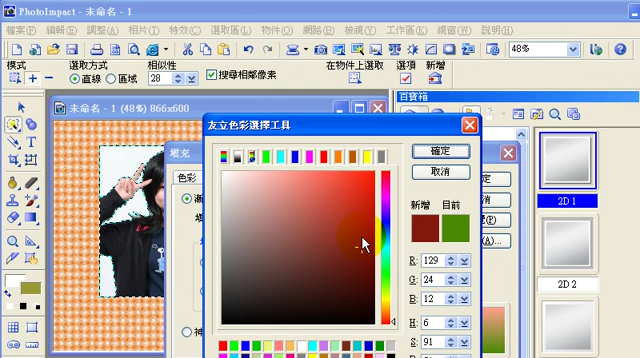 PhotoImpact - 未命名 - 1
檔案(F) 編輯(E) 調整(A) 相片(T) 特效(C) 選取區(L) 物件(O) 網路(B) 檢視(V) 工作區(K) 視窗(W) 說明(H)
48%
模式 選取方式 相似性 在物件上選取 選項 新增
直線 區域 28 搜尋相鄰像素
未命名 - 1 (48%) 866x600
百寶箱
友立色彩選擇工具
填充
色彩
確定
取消
新增 目前
R: 129
G: 24
B: 12
H: 6
S: 91
2D 1
2D 2